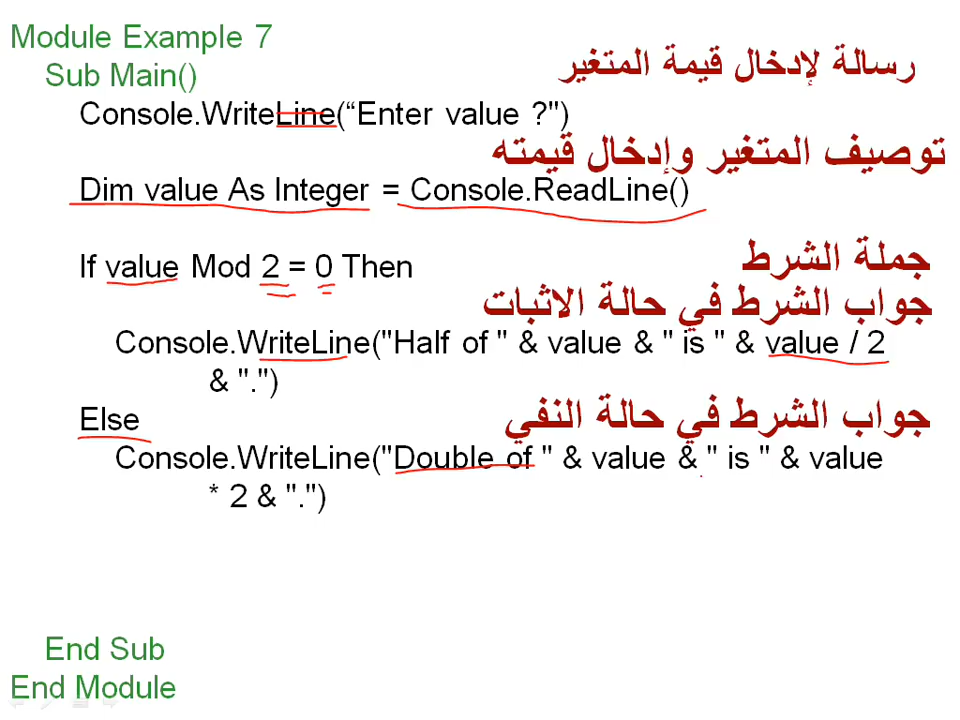 Module Example 7
Sub Main()
رسالة لإدخال قيمة المتغير
Console.WriteLine(“Enter value ?")
توصيف المتغير وإدخال قيمته
Dim value As Integer = Console.ReadLine()
جملة الشرط
If value Mod 2 = 0 Then
جواب الشرط في حالة الاثبات
Console.WriteLine("Half of " & value & " is " & value / 2
& ".")
جواب الشرط في حالة النفي
Else
Console.WriteLine("Double of " & value & " is " & value
* 2 & ".")
End Sub
End Module